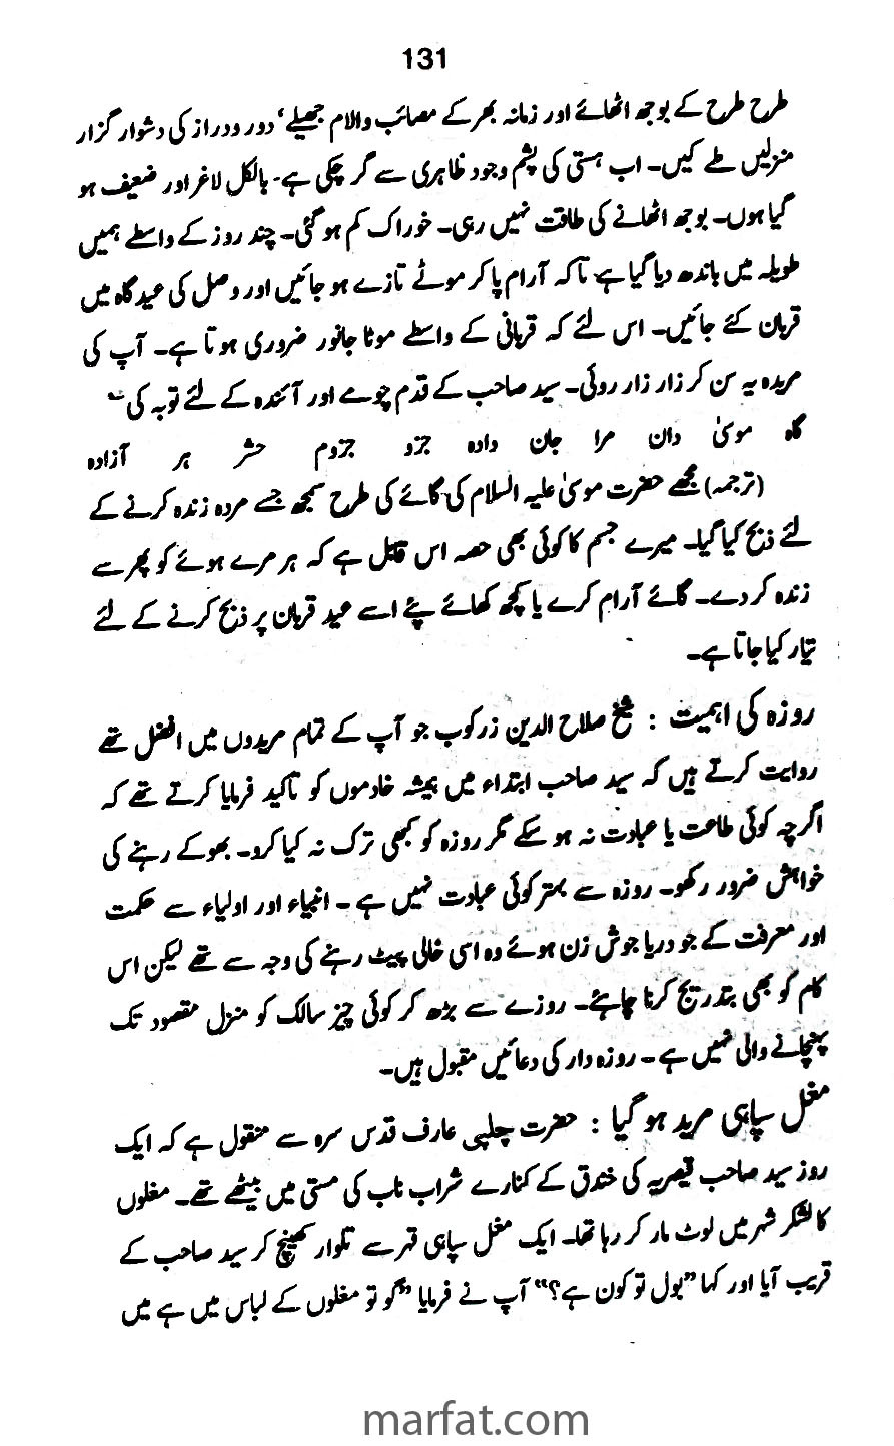 131
طرح طرح کے بوجھ اٹھائے اور زمانہ بھر کے مصائب والام جھیلے، دور ودراز کی دشوار گزار
منزلیں طے کیں۔ اب ہستی کی پشم وجود ظاہری سے گر چکی ہے۔ بالکل لاغر اور ضعیف ہو
گیا ہوں۔ بوجھ اٹھانے کی طاقت نہیں رہی۔ خوراک کم ہو گئی۔ چند روز کے واسطے ہمیں
طویلہ میں باندھ دیا گیا ہے تاکہ آرام پا کر موٹے تازے ہو جائیں اور وصل کی عید گاہ میں
قربان کئے جائیں۔ اس لئے کہ قربانی کے واسطے موٹا جانور ضروری ہوتا ہے۔ آپ کی
مریدہ یہ سن کر زار زار روئی۔ سید صاحب کے قدم چومے اور آئندہ کے لئے توبہ کی
گاہ موسیٰ دان مرا جان دادہ جزو جزوم حشر ہر آزادہ
(ترجمہ) مجھے حضرت موسیٰ علیہ السلام کی گائے کی طرح سمجھ جسے مردہ زندہ کرنے کے
لئے ذبح کیا گیا۔ میرے جسم کا کوئی بھی حصہ اس قابل ہے کہ ہر مرے ہوئے کو پھر سے
زندہ کر دے۔ گائے آرام کرے یا کچھ کھائے پئے اسے عید قربان پر ذبح کرنے کے لئے
تیار کیا جاتا ہے۔
روزہ کی اہمیت : شیخ صلاح الدین زرکوب جو آپ کے تمام مریدوں میں افضل تھے
روایت کرتے ہیں کہ سید صاحب ابتداء میں ہمیشہ خادموں کو تاکید فرمایا کرتے تھے کہ
اگرچہ کوئی طاعت یا عبادت نہ ہو سکے مگر روزہ کو کبھی ترک نہ کیا کرو۔ بھوکے رہنے کی
خواہش ضرور رکھو۔ روزہ سے بہتر کوئی عبادت نہیں ہے۔ انبیاء اور اولیاء سے حکمت
اور معرفت کے جو دریا جوش زن ہوئے وہ اسی خالی پیٹ رہنے کی وجہ سے تھے لیکن اس
کام کو بھی بتدریج کرنا چاہئے۔ روزے سے بڑھ کر کوئی چیز سالک کو منزل مقصود تک
پہنچانے والی نہیں ہے۔ روزہ دار کی دعائیں مقبول ہیں۔
مغل سپاہی مرید ہو گیا : حضرت چلپی عارف قدس سرہ سے منقول ہے کہ ایک
روز سید صاحب قیصریہ کی خندق کے کنارے شراب ناب کی مستی میں بیٹھے تھے۔ مغلوں
کا لشکر شہر میں لوٹ مار کر رہا تھا۔ ایک مغل سپاہی قہر سے تلوار کھینچ کر سید صاحب کے
قریب آیا اور کہا ”بول تو کون ہے؟“ آپ نے فرمایا ”گو تو مغلوں کے لباس میں ہے میں
marfat.com